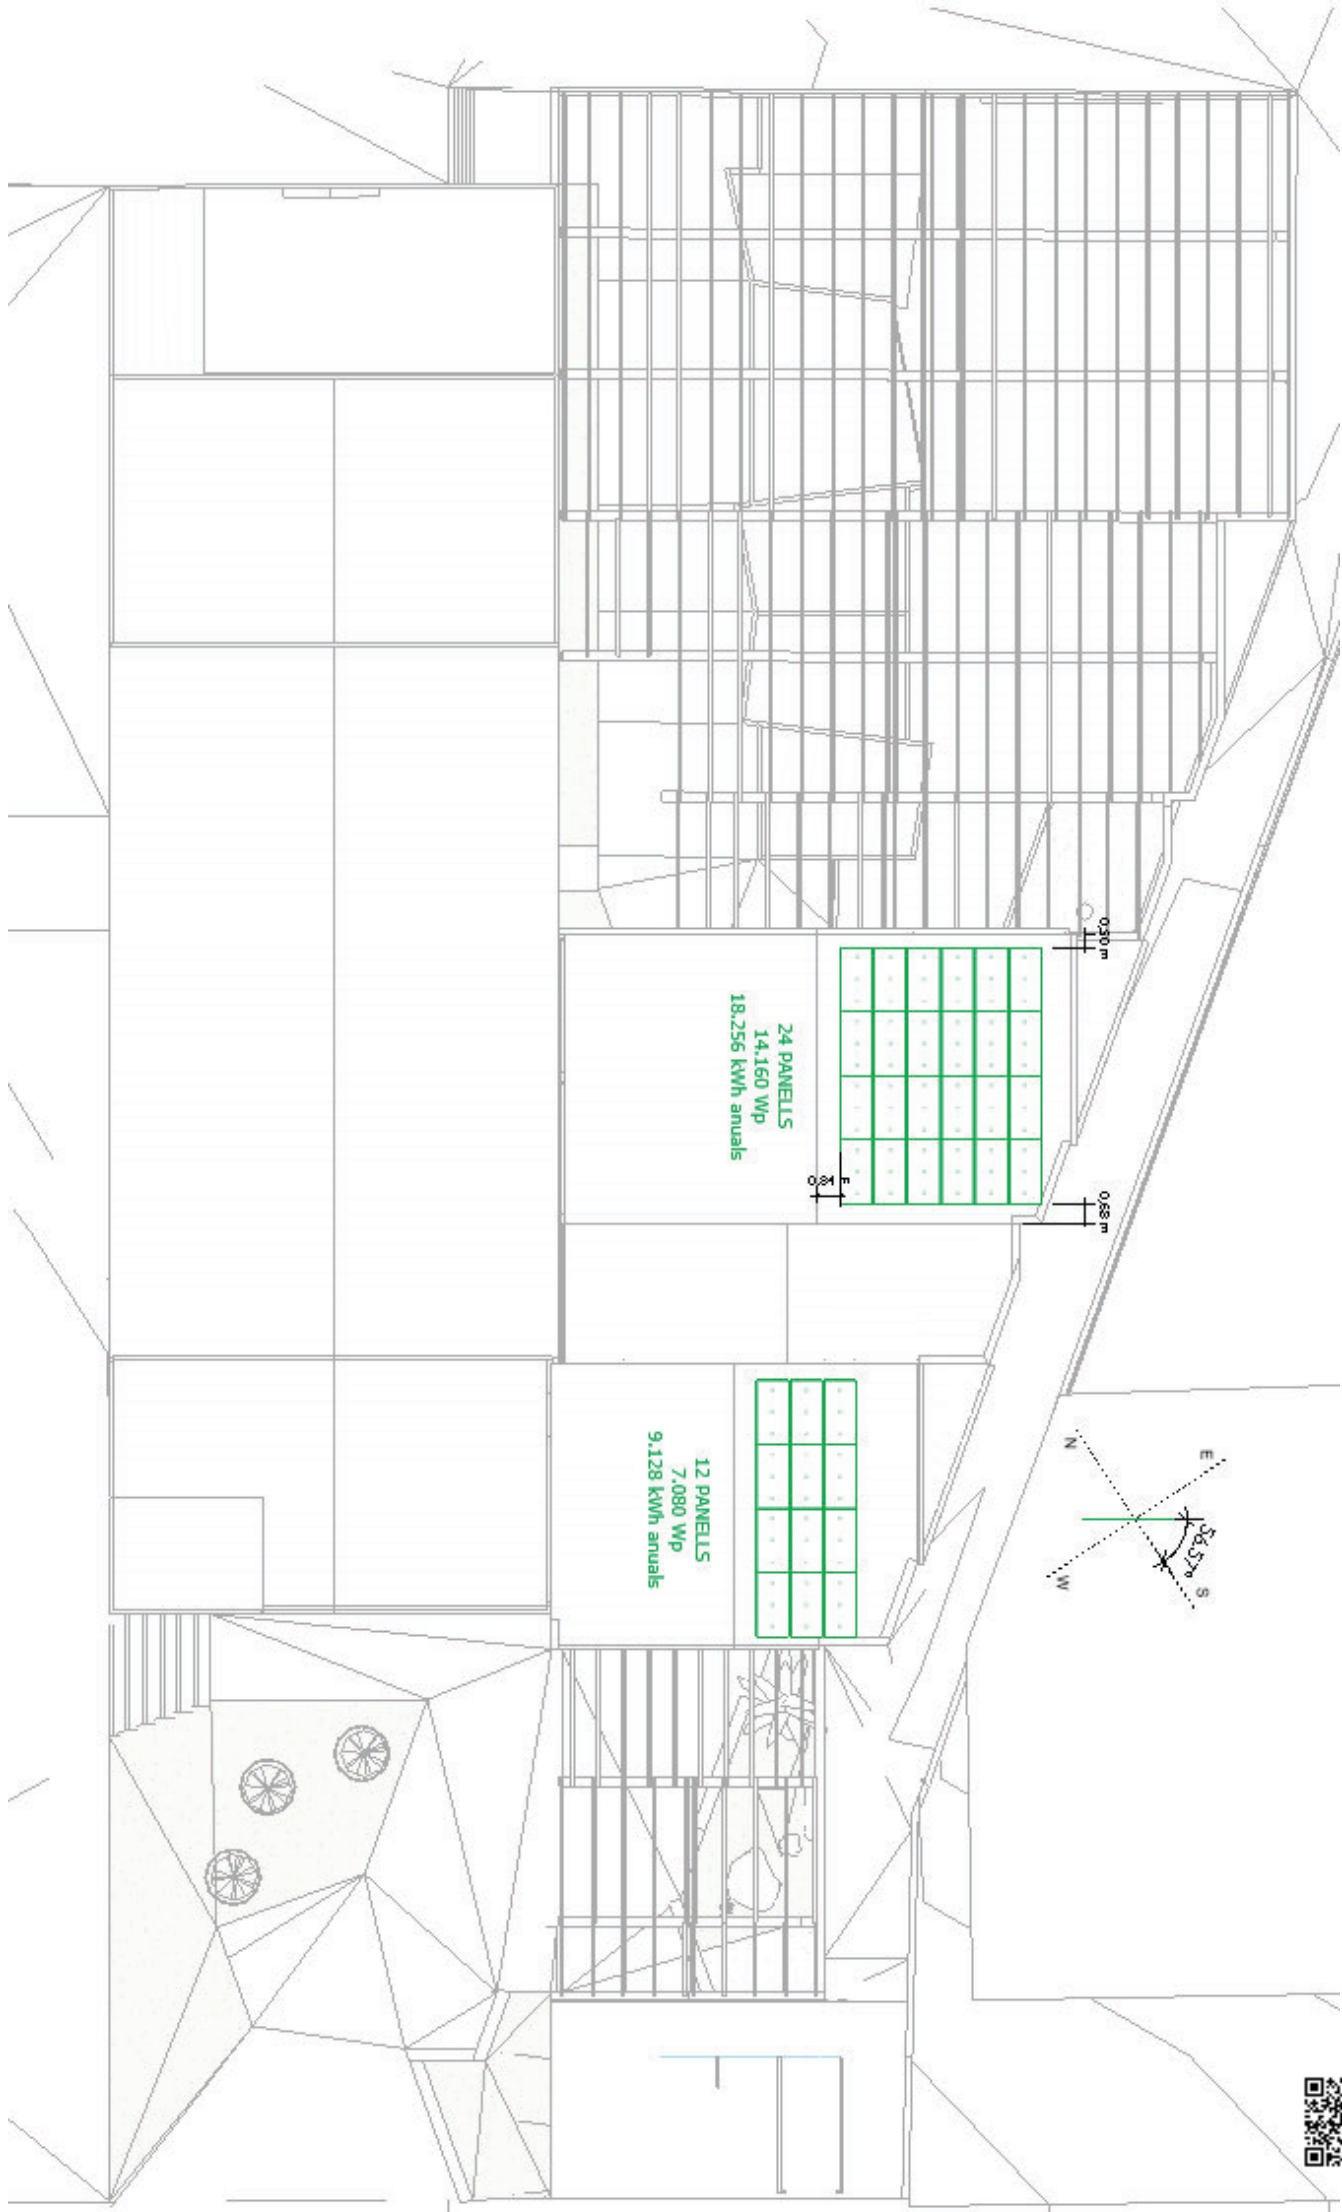 0,50 m
24 PANELLS
14.160 Wp
18.256 kWh anuals
0,84 m
0,68 m
12 PANELLS
7.080 Wp
9.128 kWh anuals
N
E
56.57°
S
W